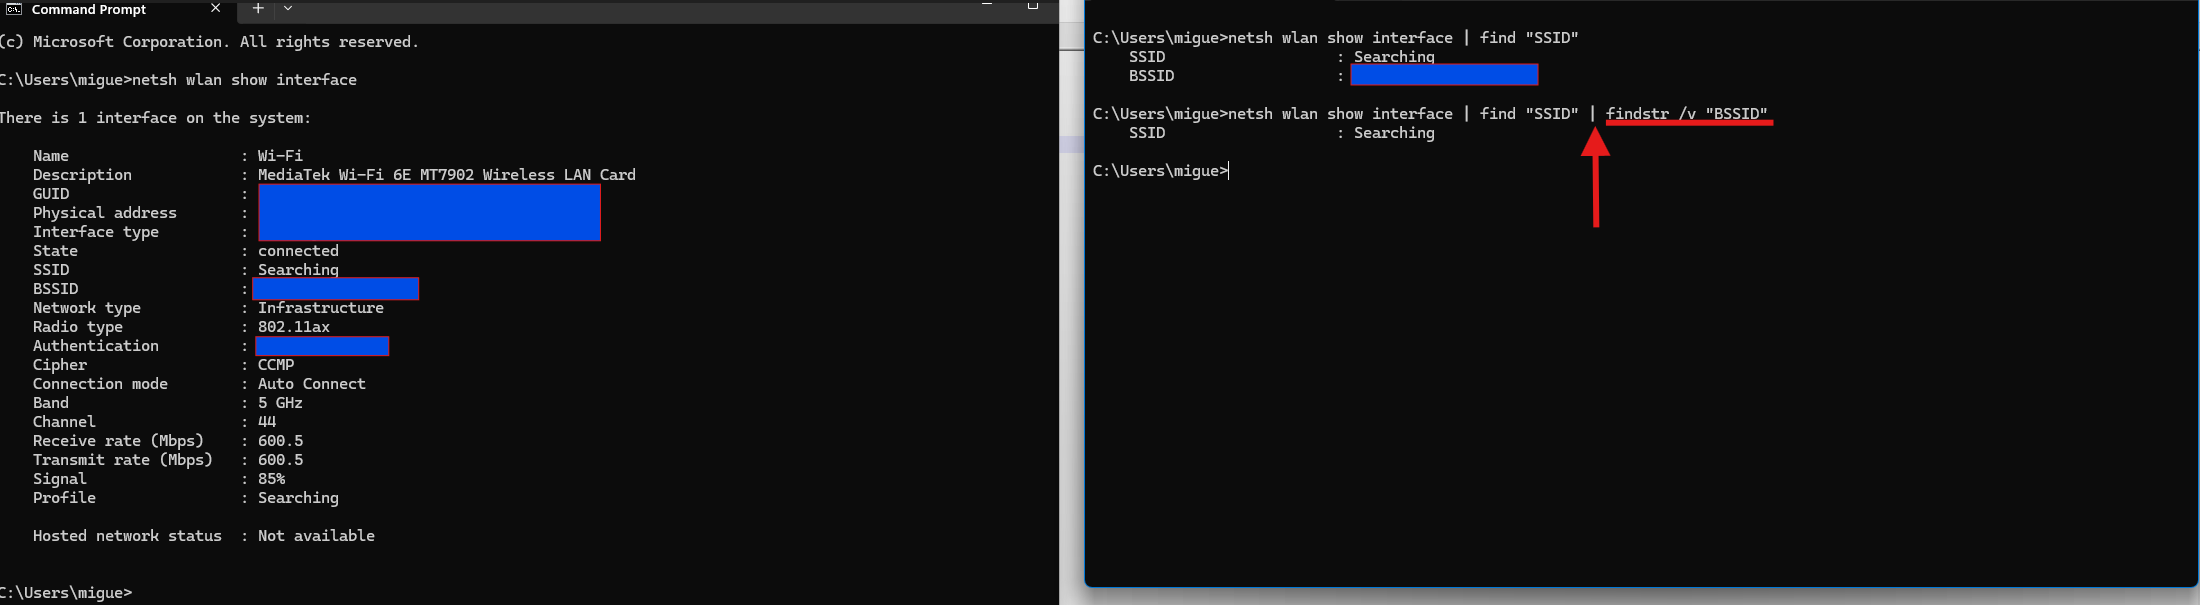 Command Prompt
(c) Microsoft Corporation. All rights reserved.
C:\Users\migue>netsh wlan show interface
There is 1 interface on the system:
Name : Wi-Fi
Description : MediaTek Wi-Fi 6E MT7902 Wireless LAN Card
GUID :
Physical address :
Interface type :
State : connected
SSID : Searching
BSSID :
Network type : Infrastructure
Radio type : 802.11ax
Authentication :
Cipher : CCMP
Connection mode : Auto Connect
Band : 5 GHz
Channel : 44
Receive rate (Mbps) : 600.5
Transmit rate (Mbps) : 600.5
Signal : 85%
Profile : Searching
Hosted network status : Not available
C:\Users\migue>
C:\Users\migue>netsh wlan show interface | find "SSID"
SSID : Searching
BSSID :
C:\Users\migue>netsh wlan show interface | find "SSID" | findstr /v "BSSID"
SSID : Searching
C:\Users\migue>